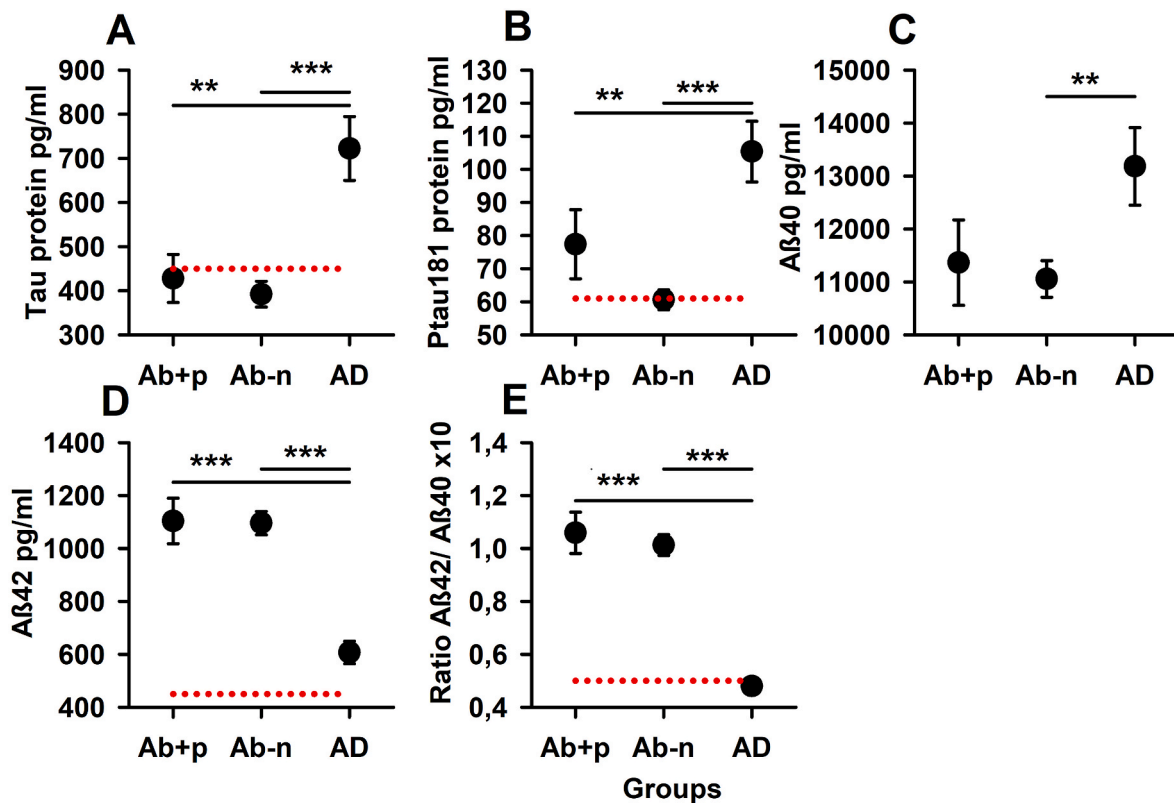 A
Tau protein pg/ml
900
800
700
600
500
400
300
**
***
Ab+p Ab-n AD
B
Ptau181 protein pg/ml
130
120
110
100
90
80
70
60
50
**
***
Ab+p Ab-n AD
C
Aß40 pg/ml
15000
14000
13000
12000
11000
10000
**
Ab+p Ab-n AD
D
Aß42 pg/ml
1400
1200
1000
800
600
400
***
***
Ab+p Ab-n AD
E
Ratio Aß42/ Aß40 x10
1,4
1,2
1,0
0,8
0,6
0,4
***
***
Ab+p Ab-n AD
Groups